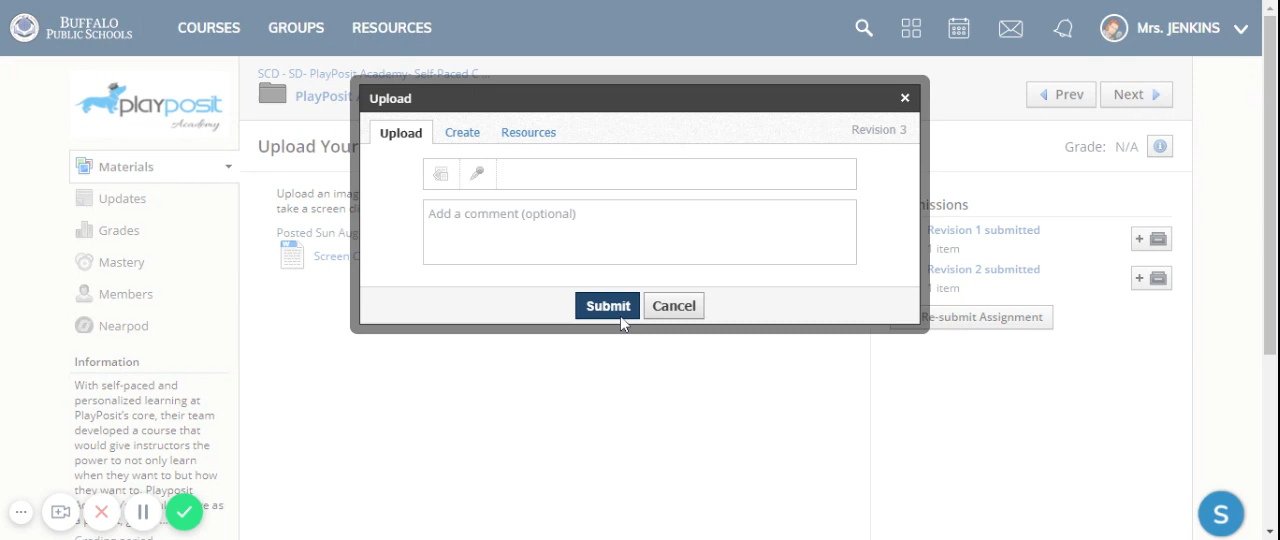 BUFFALO
PUBLIC SCHOOLS
COURSES
GROUPS
RESOURCES
Mrs. JENKINS
SCD - SD- PlayPosit Academy- Self-Paced C...
PlayPosit
Prev
Next
playposit
Academy
Upload
×
Upload
Create
Resources
Revision 3
Upload Your
Grade: N/A
Materials
Updates
Grades
Mastery
Members
Nearpod
Upload an imag
take a screen cli
Posted Sun Aug
Screen C
Add a comment (optional)
Submit
Cancel
issions
Revision 1 submitted
1 item
Revision 2 submitted
1 item
Re-submit Assignment
Information
With self-paced and
personalized learning at
PlayPosit's core, their team
developed a course that
would give instructors the
power to not only learn
when they want to but how
they want to. Playposit
e as
S